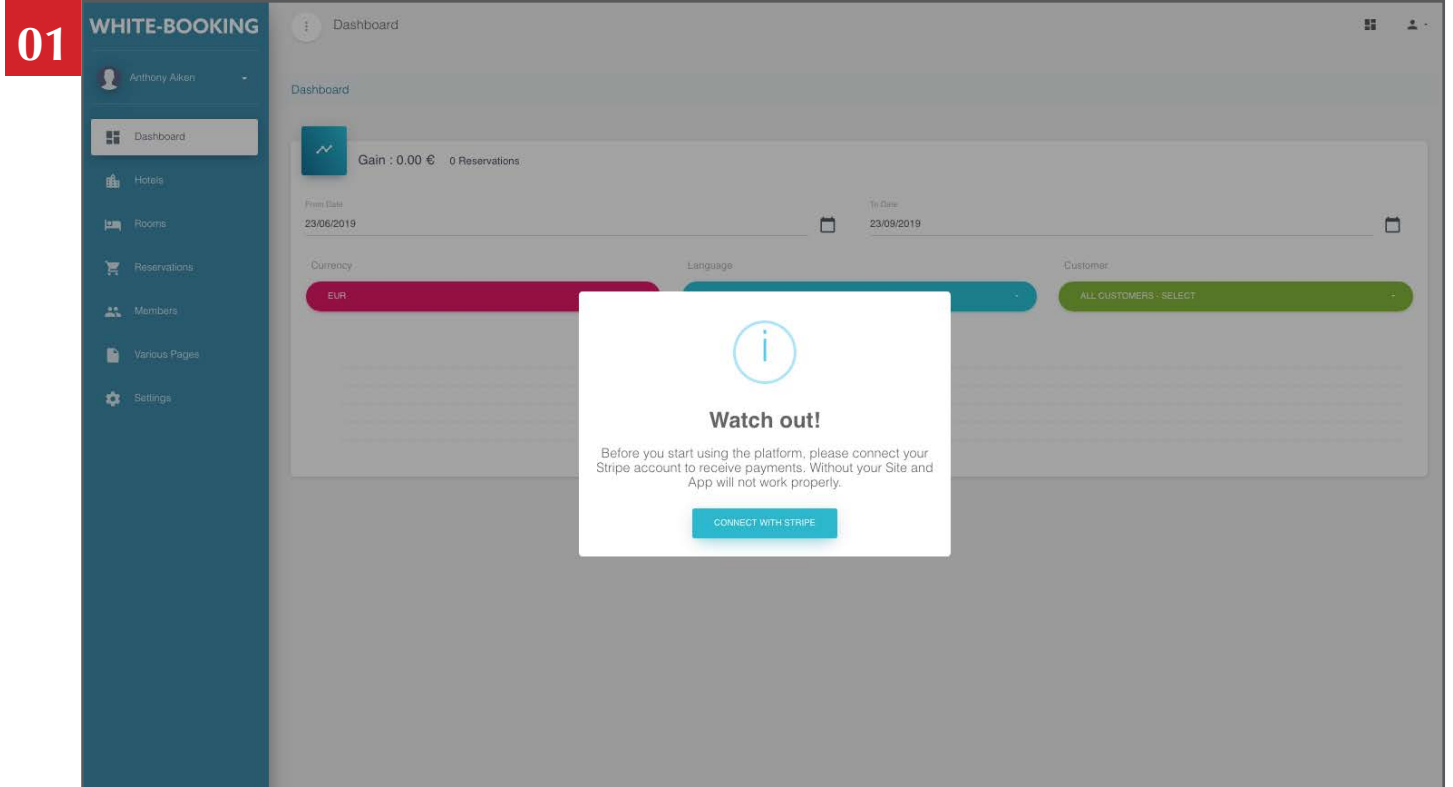 01
WHITE-BOOKING
Dashboard
Anthony Aiken
Dashboard
Dashboard
Hotels
Rooms
Reservations
Members
Various Pages
Settings
Gain : 0.00 € 0 Reservations
From Date
To Date
23/06/2019
23/09/2019
Currency
Language
Customer
EUR
ALL CUSTOMERS - SELECT
Watch out!
Before you start using the platform, please connect your
Stripe account to receive payments. Without your Site and
App will not work properly.
CONNECT WITH STRIPE